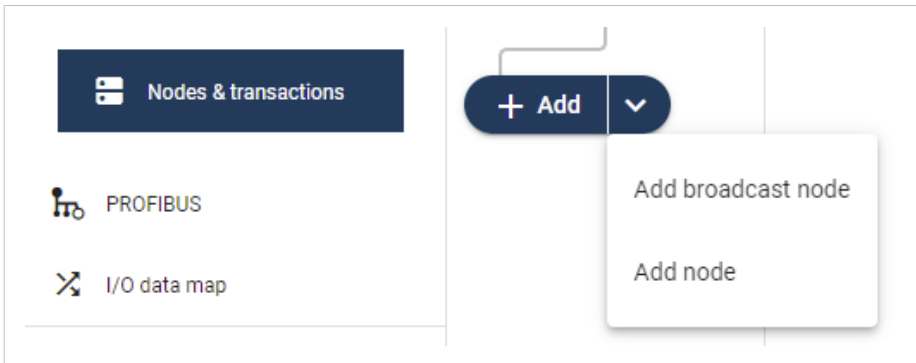 Nodes & transactions
PROFIBUS
I/O data map
+ Add
Add broadcast node
Add node